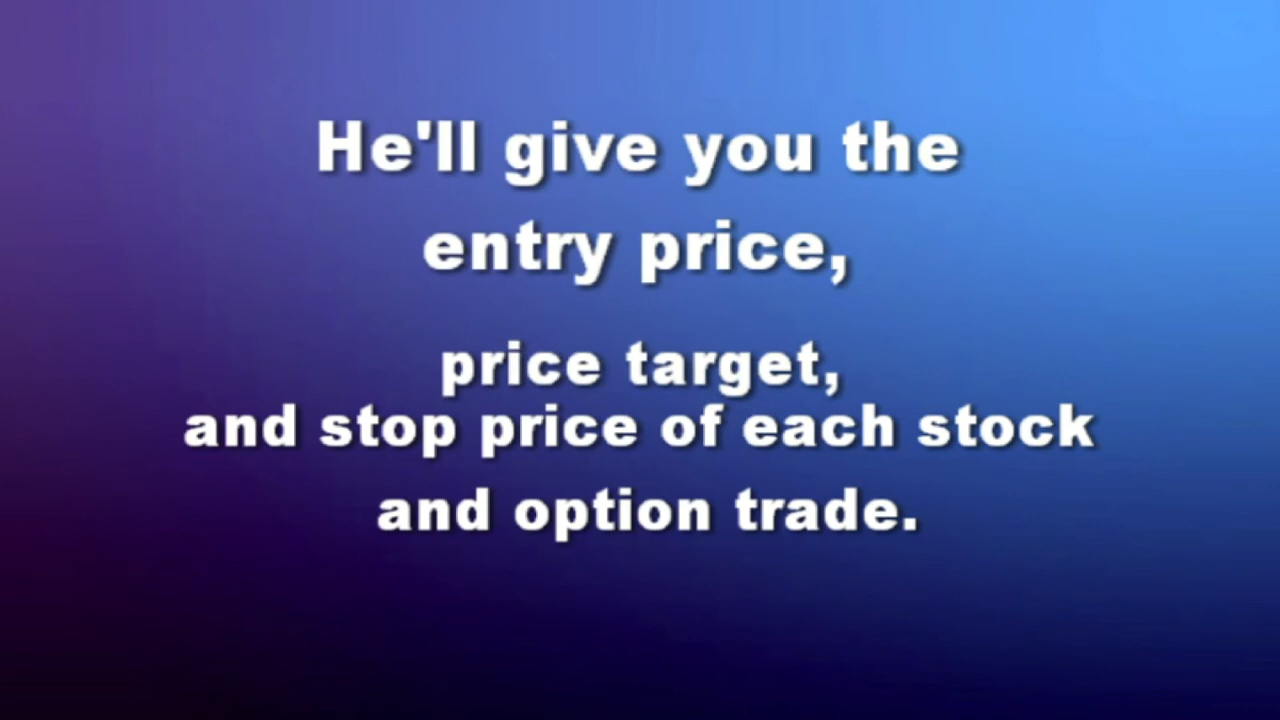 He'll give you the
entry price,
price target,
and stop price of each stock
and option trade.